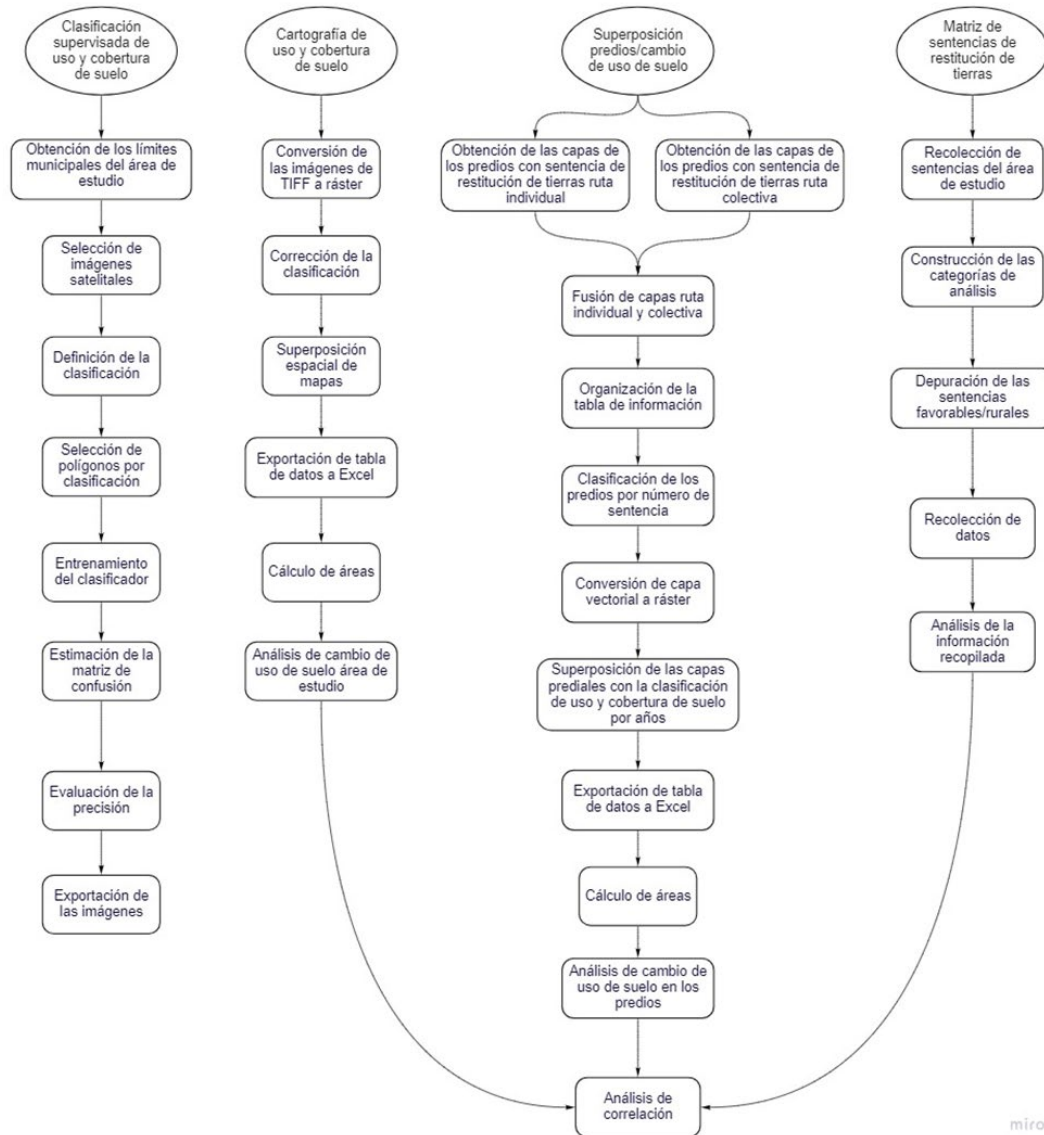 Clasificación
supervisada de
uso y cobertura
de suelo
Obtención de los límites
municipales del área de
estudio
Selección de
imágenes
satelitales
Definición de la
clasificación
Selección de
polígonos por
clasificación
Entrenamiento
del clasificador
Estimación de la
matriz de
confusión
Evaluación de la
precisión
Exportación de
las imágenes
Cartografía de
uso y cobertura
de suelo
Conversión de
las imágenes de
TIFF a ráster
Corrección de la
clasificación
Superposición
espacial de
mapas
Exportación de tabla
de datos a Excel
Cálculo de áreas
Análisis de cambio de
uso de suelo área de
estudio
Superposición
predios/cambio
de uso de suelo
Obtención de las capas de
los predios con sentencia de
restitución de tierras ruta
individual
Obtención de las capas de
los predios con sentencia de
restitución de tierras ruta
colectiva
Fusión de capas ruta
individual y colectiva
Organización de la
tabla de información
Clasificación de los
predios por número de
sentencia
Conversión de capa
vectorial a ráster
Superposición de las capas
prediales con la clasificación
de uso y cobertura de suelo
por años
Exportación de tabla
de datos a Excel
Cálculo de áreas
Análisis de cambio de
uso de suelo en los
predios
Matriz de
sentencias de
restitución de
tierras
Recolección de
sentencias del área
de estudio
Construcción de las
categorías de
análisis
Depuración de las
sentencias
favorables/rurales
Recolección de
datos
Análisis de la
información
recopilada
Análisis de
correlación
miro